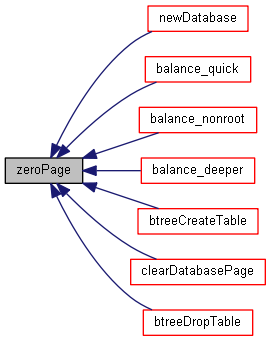 newDatabase
balance_quick
balance_nonroot
zeroPage
balance_deeper
btreeCreateTable
clearDatabasePage
btreeDropTable